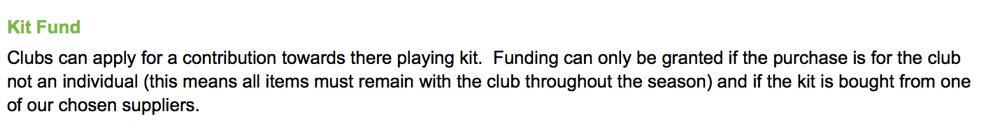 Kit Fund
Clubs can apply for a contribution towards there playing kit.  Funding can only be granted if the purchase is for the club
not an individual (this means all items must remain with the club throughout the season) and if the kit is bought from one
of our chosen suppliers.